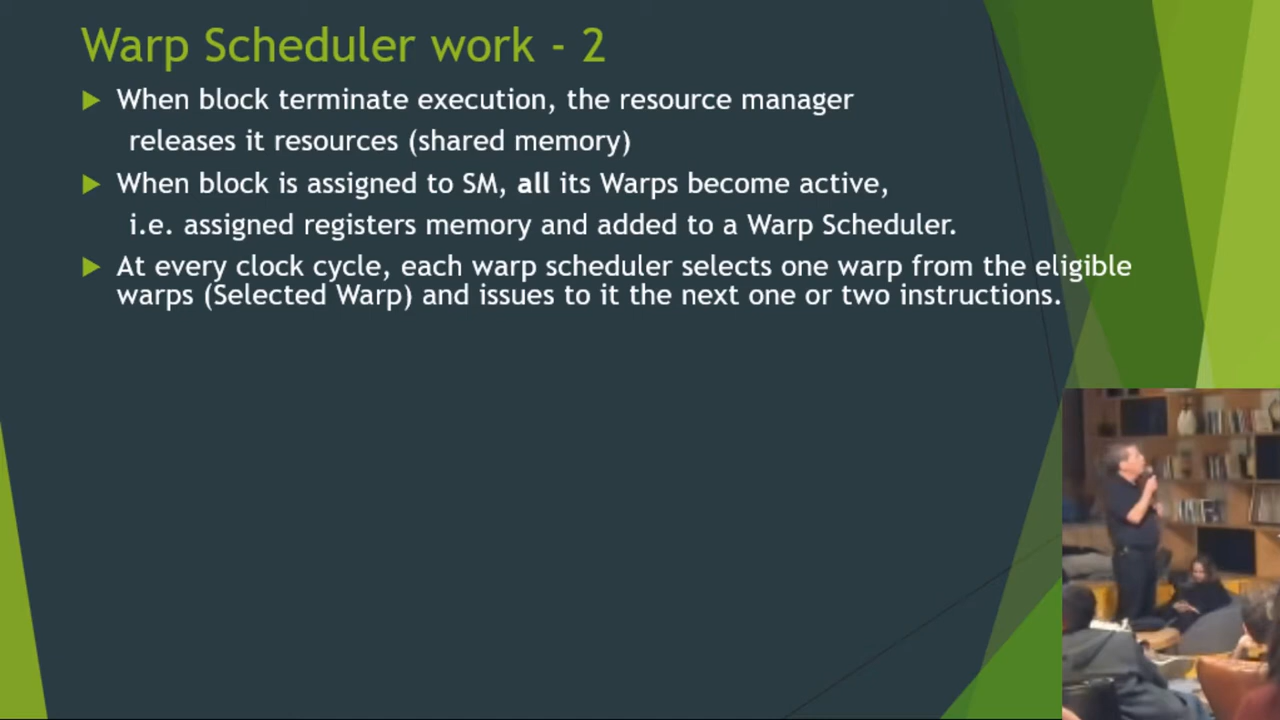 Warp Scheduler work - 2
When block terminate execution, the resource manager
releases it resources (shared memory)
When block is assigned to SM, all its Warps become active,
i.e. assigned registers memory and added to a Warp Scheduler.
At every clock cycle, each warp scheduler selects one warp from the eligible
warps (Selected Warp) and issues to it the next one or two instructions.